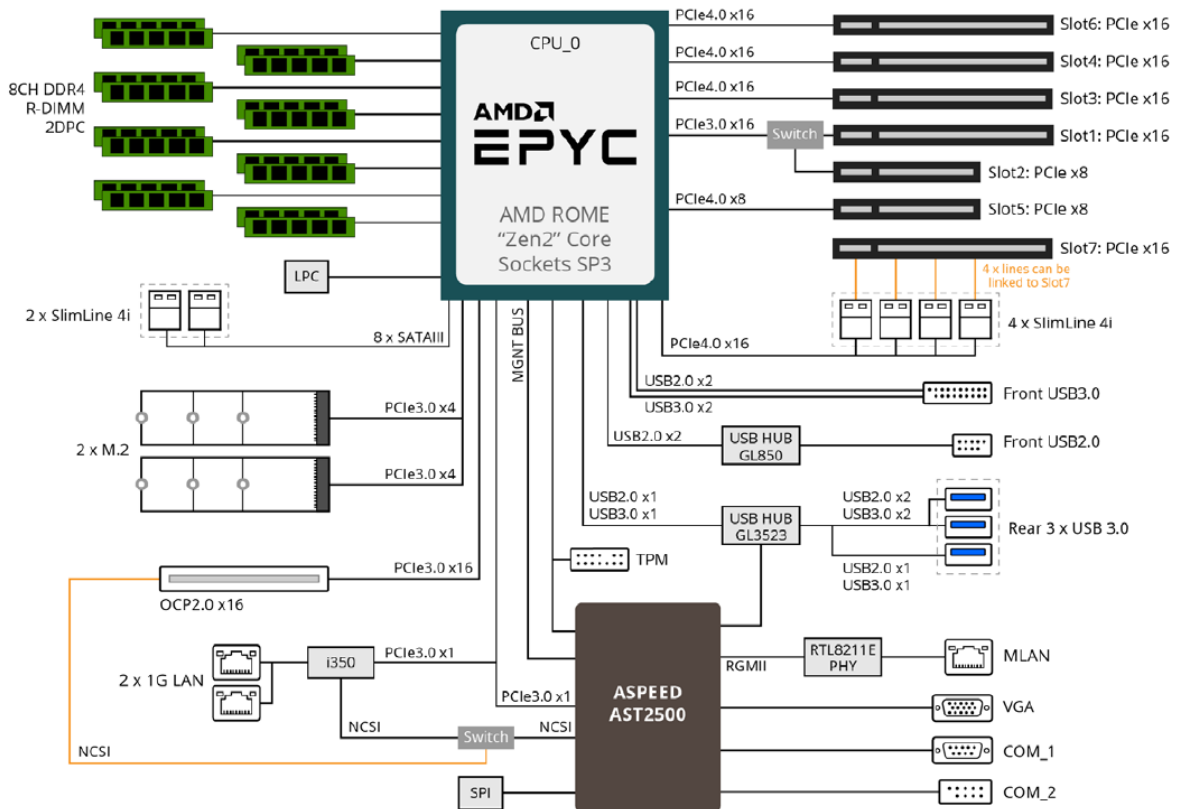 8CH DDR4
R-DIMM
2DPC
CPU_0
AMD
EPYC
AMD ROME
"Zen2" Core
Sockets SP3
PCIe4.0 x16
Slot6: PCIe x16
PCIe4.0 x16
Slot4: PCIe x16
PCIe4.0 x16
Slot3: PCIe x16
PCIe3.0 x16
Switch
Slot1: PCIe x16
Slot2: PCIe x8
PCIe4.0 x8
Slot5: PCIe x8
Slot7: PCIe x16
4 x lines can be
linked to Slot7
4 x SlimLine 4i
PCIe4.0 x16
LPC
2 x SlimLine 4i
8 x SATAIII
MGNT BUS
USB2.0 x2
USB3.0 x2
Front USB3.0
USB2.0 x2
USB HUB
GL850
Front USB2.0
2 x M.2
PCIe3.0 x4
PCIe3.0 x4
USB2.0 x1
USB3.0 x1
USB HUB
GL3523
USB2.0 x2
USB3.0 x2
Rear 3 x USB 3.0
USB2.0 x1
USB3.0 x1
TPM
PCIe3.0 x16
OCP2.0 x16
2 x 1G LAN
i350
PCIe3.0 x1
PCIe3.0 x1
NCSI
Switch
NCSI
NCSI
SPI
ASPEED
AST2500
RGMII
RTL8211E
PHY
MLAN
VGA
COM_1
COM_2